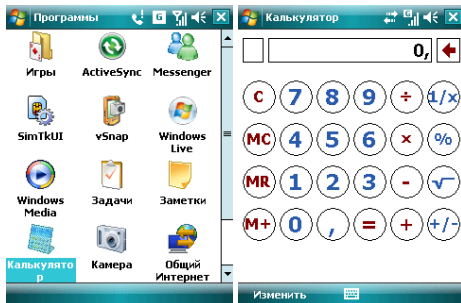 Программы G
Игры ActiveSync Messenger
SimTkUI vSnap Windows
Live
Windows Задачи Заметки
Media
Калькулято Камера Общий
р Интернет
Калькулятор
0,
C 7 8 9 ÷ 1/x
MC 4 5 6 × %
MR 1 2 3 - √
M+ 0 , = + +/-
Изменить